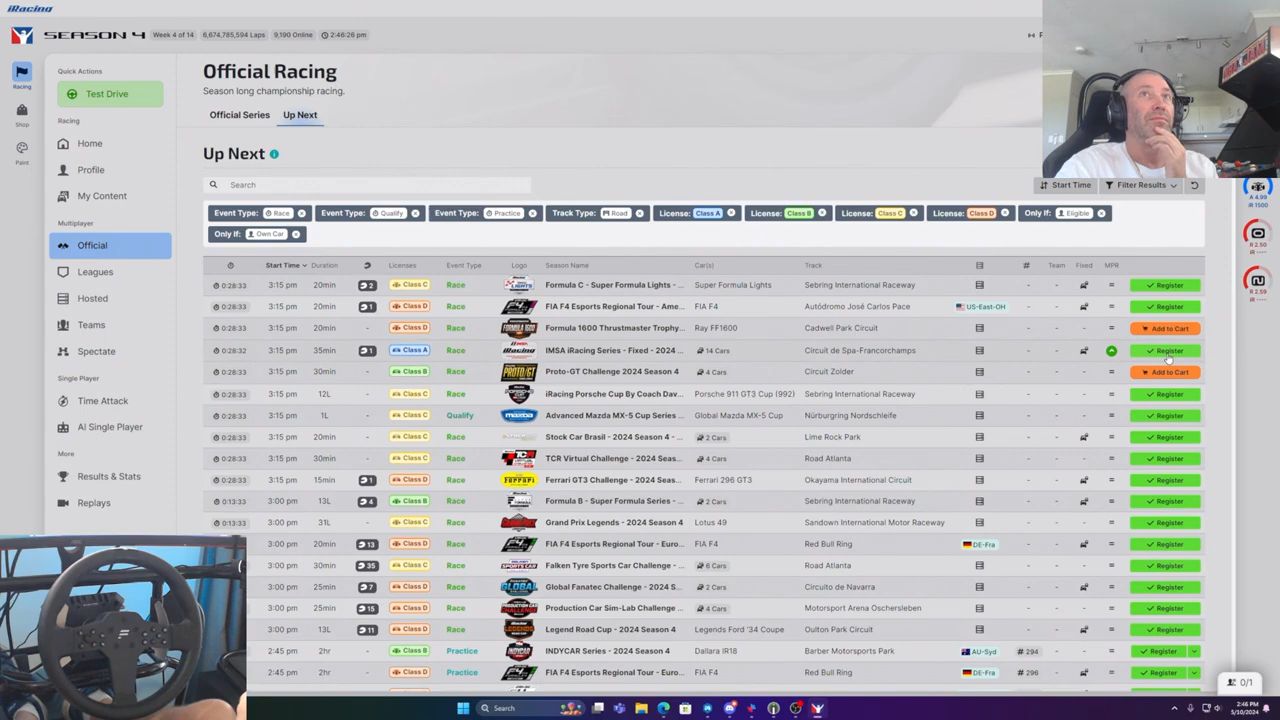 iRacing
SEASON 4 Week 4 of 14 6,674,785,594 Laps 9,190 Online 2:46:26 pm
Racing
Shop
Paint
Quick Actions
Test Drive
Racing
Home
Profile
My Content
Multiplayer
Official
Leagues
Hosted
Teams
Spectate
Single Player
Time Attack
AI Single Player
More
Results & Stats
Replays
Official Racing
Season long championship racing.
Official Series Up Next
Up Next
Search
Start Time Filter Results
Event Type: Race Event Type: Qualify Event Type: Practice Track Type: Road License: Class A License: Class B License: Class C License: Class D Only If: Eligible
Only If: Own Car
Start Time Duration Licenses Event Type Logo Season Name Car(s) Track # Team Fixed MPR
0:28:33 3:15 pm 20min 2 Class C Race Formula C - Super Formula Lights - ... Super Formula Lights Sebring International Raceway = Register
0:28:33 3:15 pm 20min 1 Class D Race FIA F4 Esports Regional Tour - Ame... FIA F4 Autódromo José Carlos Pace US-East-OH - - = Register
0:28:33 3:15 pm 20min - Class D Race Formula 1600 Thrustmaster Trophy... Ray FF1600 Cadwell Park Circuit - - = Add to Cart
0:28:32 3:15 pm 35min 1 Class A Race IMSA iRacing Series - Fixed - 2024 ... 14 Cars Circuit de Spa-Francorchamps - - Register
0:28:33 3:15 pm 30min - Class B Race Proto-GT Challenge 2024 Season 4 4 Cars Circuit Zolder - - - = Add to Cart
0:28:33 3:15 pm 12L - Class C Race iRacing Porsche Cup By Coach Dav... Porsche 911 GT3 Cup (992) Sebring International Raceway - - - = Register
0:28:33 3:15 pm 1L - Class C Qualify Advanced Mazda MX-5 Cup Series ... Global Mazda MX-5 Cup Nürburgring Nordschleife - - - = Register
0:28:33 3:15 pm 20min - Class C Race Stock Car Brasil - 2024 Season 4 - ... 2 Cars Lime Rock Park - - = Register
0:28:33 3:15 pm 30min - Class C Race TCR Virtual Challenge - 2024 Seaso... 4 Cars Road Atlanta - - - = Register
0:28:33 3:15 pm 15min 1 Class D Race Ferrari GT3 Challenge - 2024 Seas... Ferrari 296 GT3 Okayama International Circuit - - = Register
0:13:33 3:00 pm 13L 4 Class B Race Formula B - Super Formula Series - ... 2 Cars Sebring International Raceway - - = Register
0:13:33 3:00 pm 31L - Class C Race Grand Prix Legends - 2024 Season 4 Lotus 49 Sandown International Motor Raceway - - - = Register
3:00 pm 20min 13 Class D Race FIA F4 Esports Regional Tour - Euro... FIA F4 Red Bull Ring DE-Fra - - = Register
3:00 pm 30min 35 Class C Race Falken Tyre Sports Car Challenge - ... 6 Cars Road Atlanta - - = Register
3:00 pm 25min 7 Class D Race Global Fanatec Challenge - 2024 S... Circuito de Navarra - - = Register
3:00 pm 25min 15 Class D Race Production Car Sim-Lab Challenge ... 4 Cars Motorsport Arena Oschersleben - - = Register
3:00 pm 13L 11 Class D Race Legend Road Cup - 2024 Season 4 Legends Ford '34 Coupe Oulton Park Circuit - - = Register
2:45 pm 2hr - Class B Practice INDYCAR Series - 2024 Season 4 Dallara IR18 Barber Motorsports Park AU-Syd # 294 - - = Register
2:45 pm 2hr - Class D Practice FIA F4 Esports Regional Tour - Euro... FIA F4 Red Bull Ring DE-Fra # 296 - = Register
A 4.99
iR 1500
R 2.50
iR ----
R 2.59
iR ----
0/1
Search
2:46 PM
5/10/2024